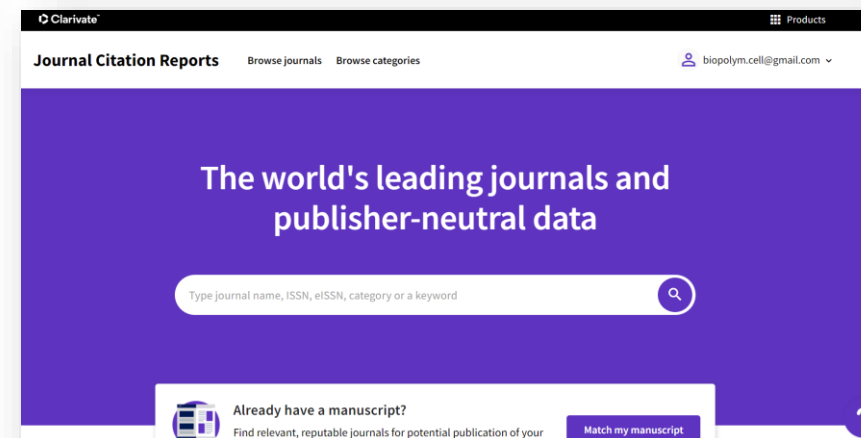 Clarivate™
Products
Journal Citation Reports
Browse journals
Browse categories
biopolym.cell@gmail.com
The world's leading journals and
publisher-neutral data
Type journal name, ISSN, eISSN, category or a keyword
Already have a manuscript?
Find relevant, reputable journals for potential publication of your
Match my manuscript